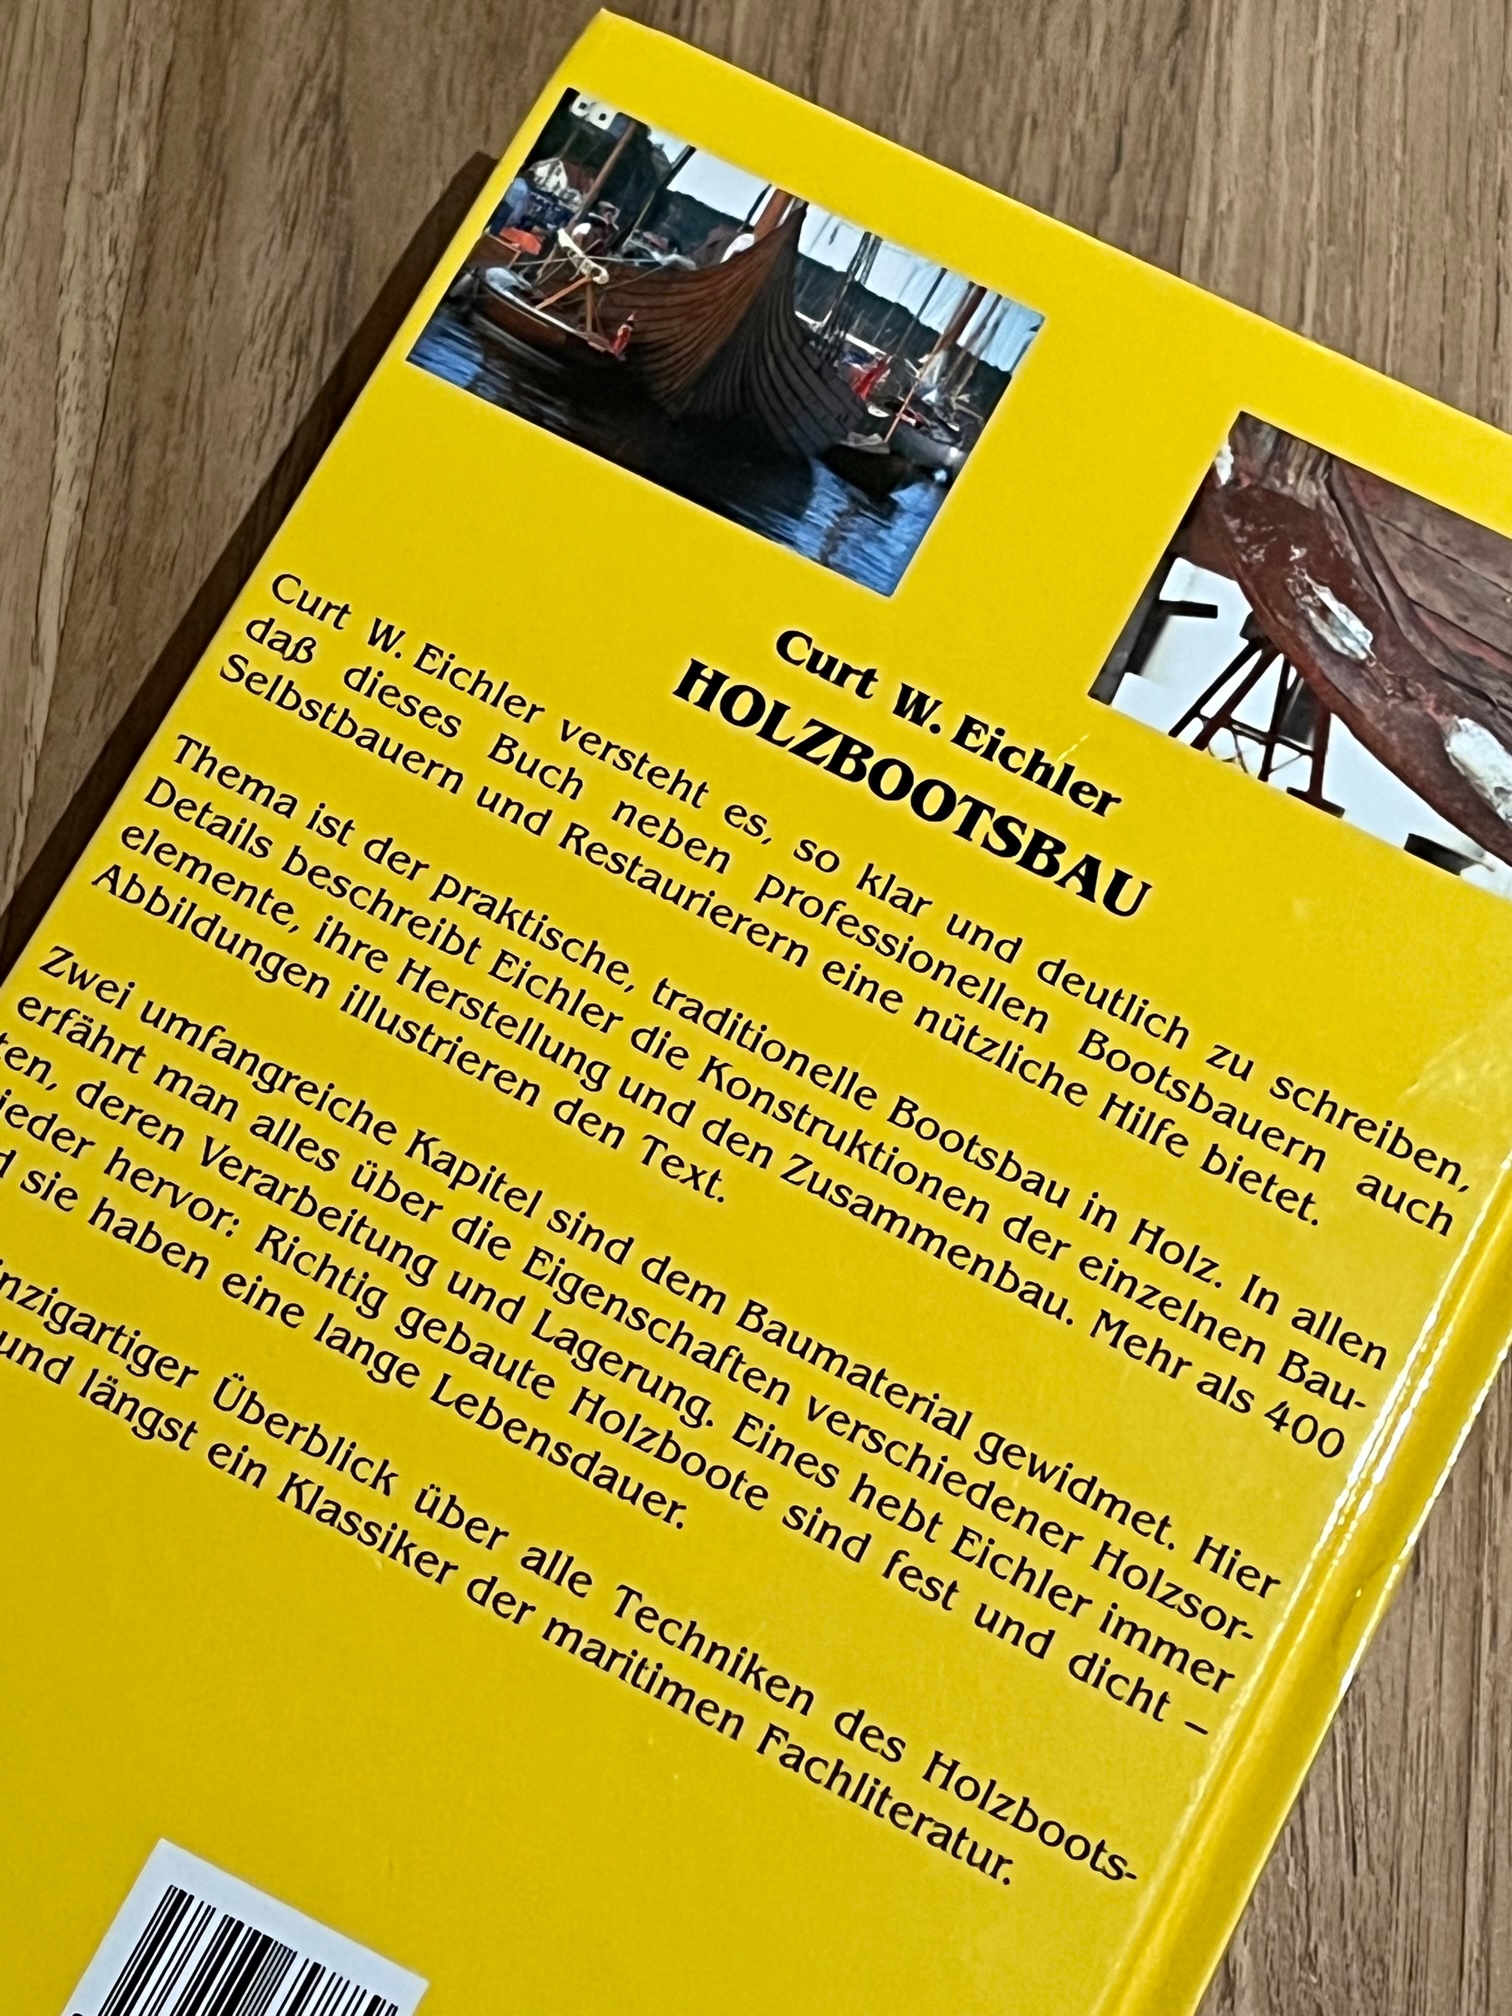 Curt W. Eichler
HOLZBOOTSBAU
Curt W. Eichler versteht es, so klar und deutlich zu schreiben,
daß dieses Buch neben professionellen Bootsbauern auch
Selbstbauern und Restaurierern eine nützliche Hilfe bietet.
Thema ist der praktische, traditionelle Bootsbau in Holz. In allen
Details beschreibt Eichler die Konstruktionen der einzelnen Bau-
elemente, ihre Herstellung und den Zusammenbau. Mehr als 400
Abbildungen illustrieren den Text.
Zwei umfangreiche Kapitel sind dem Baumaterial gewidmet. Hier
erfährt man alles über die Eigenschaften verschiedener Holzsor-
ten, deren Verarbeitung und Lagerung. Eines hebt Eichler immer
ieder hervor: Richtig gebaute Holzboote sind fest und dicht –
d sie haben eine lange Lebensdauer.
inzigartiger Überblick über alle Techniken des Holzboots-
und längst ein Klassiker der maritimen Fachliteratur.